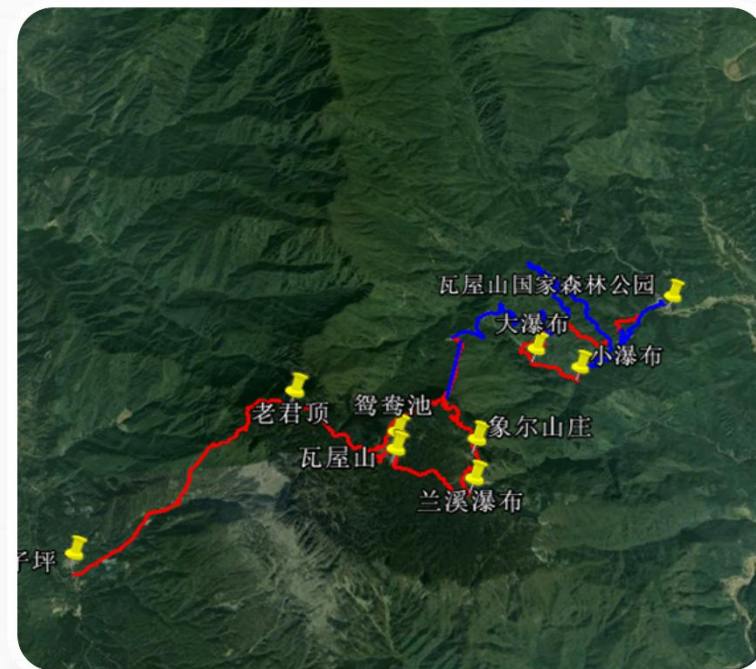 瓦屋山国家森林公园
大瀑布
小瀑布
鸳鸯池
老君顶
象尔山庄
瓦屋山
兰溪瀑布
子坪